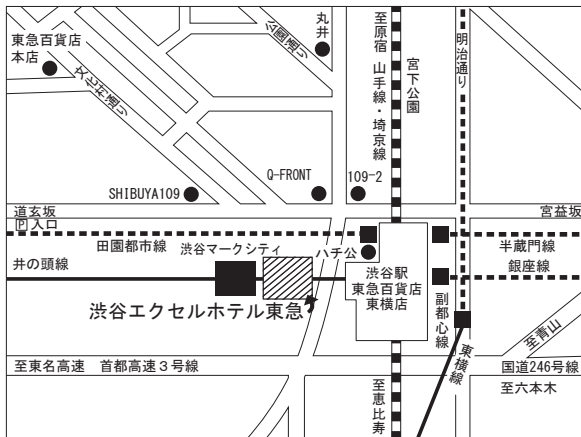 丸井
公園通り
東急百貨店
本店
文化村通り
至原宿
山手線・埼京線
宮下公園
明治通り
Q-FRONT
109-2
SHIBUYA109
道玄坂
宮益坂
P入口
田園都市線
渋谷マークシティ
ハチ公
半蔵門線
井の頭線
渋谷駅
東急百貨店
東横店
銀座線
渋谷エクセルホテル東急
副都心線
東横線
至青山
至東名高速 首都高速3号線
国道246号線
至恵比寿
至六本木